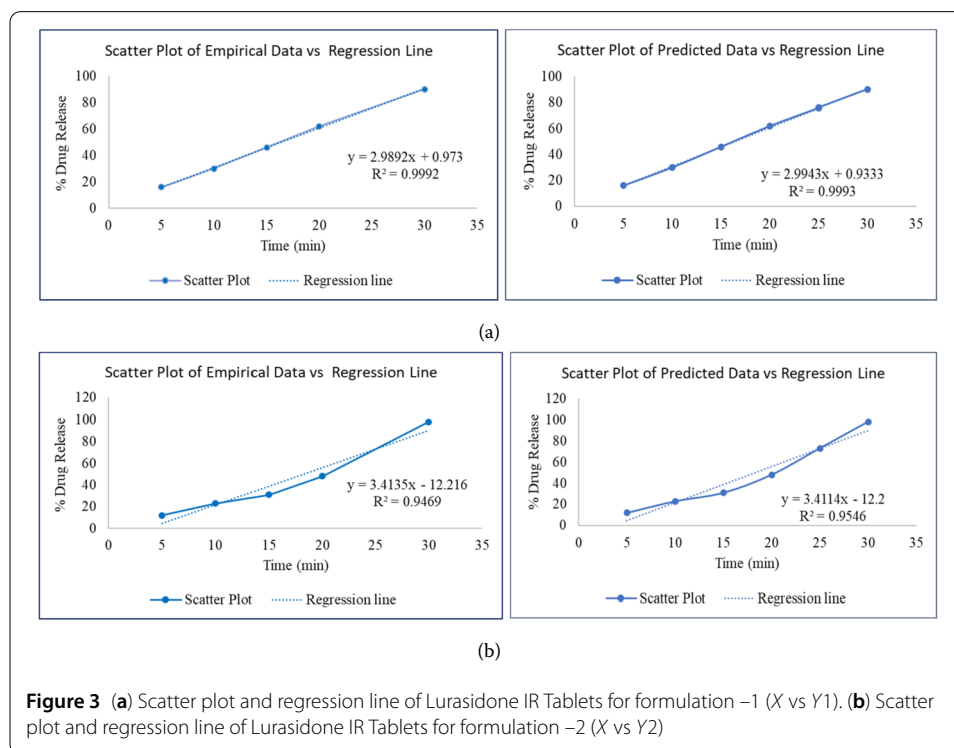 Scatter Plot of Empirical Data vs Regression Line
% Drug Release
100
80
60
40
20
0
y = 2.9892x + 0.973
R² = 0.9992
0 5 10 15 20 25 30 35
Time (min)
Scatter Plot Regression line
Scatter Plot of Predicted Data vs Regression Line
% Drug Release
100
80
60
40
20
0
y = 2.9943x + 0.9333
R² = 0.9993
0 5 10 15 20 25 30 35
Time (min)
Scatter Plot Regression line
(a)
Scatter Plot of Empirical Data vs Regression Line
% Drug Release
120
100
80
60
40
20
0
y = 3.4135x - 12.216
R² = 0.9469
0 5 10 15 20 25 30 35
Time (min)
Scatter Plot Regression line
Scatter Plot of Predicted Data vs Regression Line
% Drug Release
120
100
80
60
40
20
0
y = 3.4114x - 12.2
R² = 0.9546
0 5 10 15 20 25 30 35
Time (min)
Scatter Plot Regression line
(b)
Figure 3 (a) Scatter plot and regression line of Lurasidone IR Tablets for formulation –1 (X vs Y1). (b) Scatter
plot and regression line of Lurasidone IR Tablets for formulation –2 (X vs Y2)